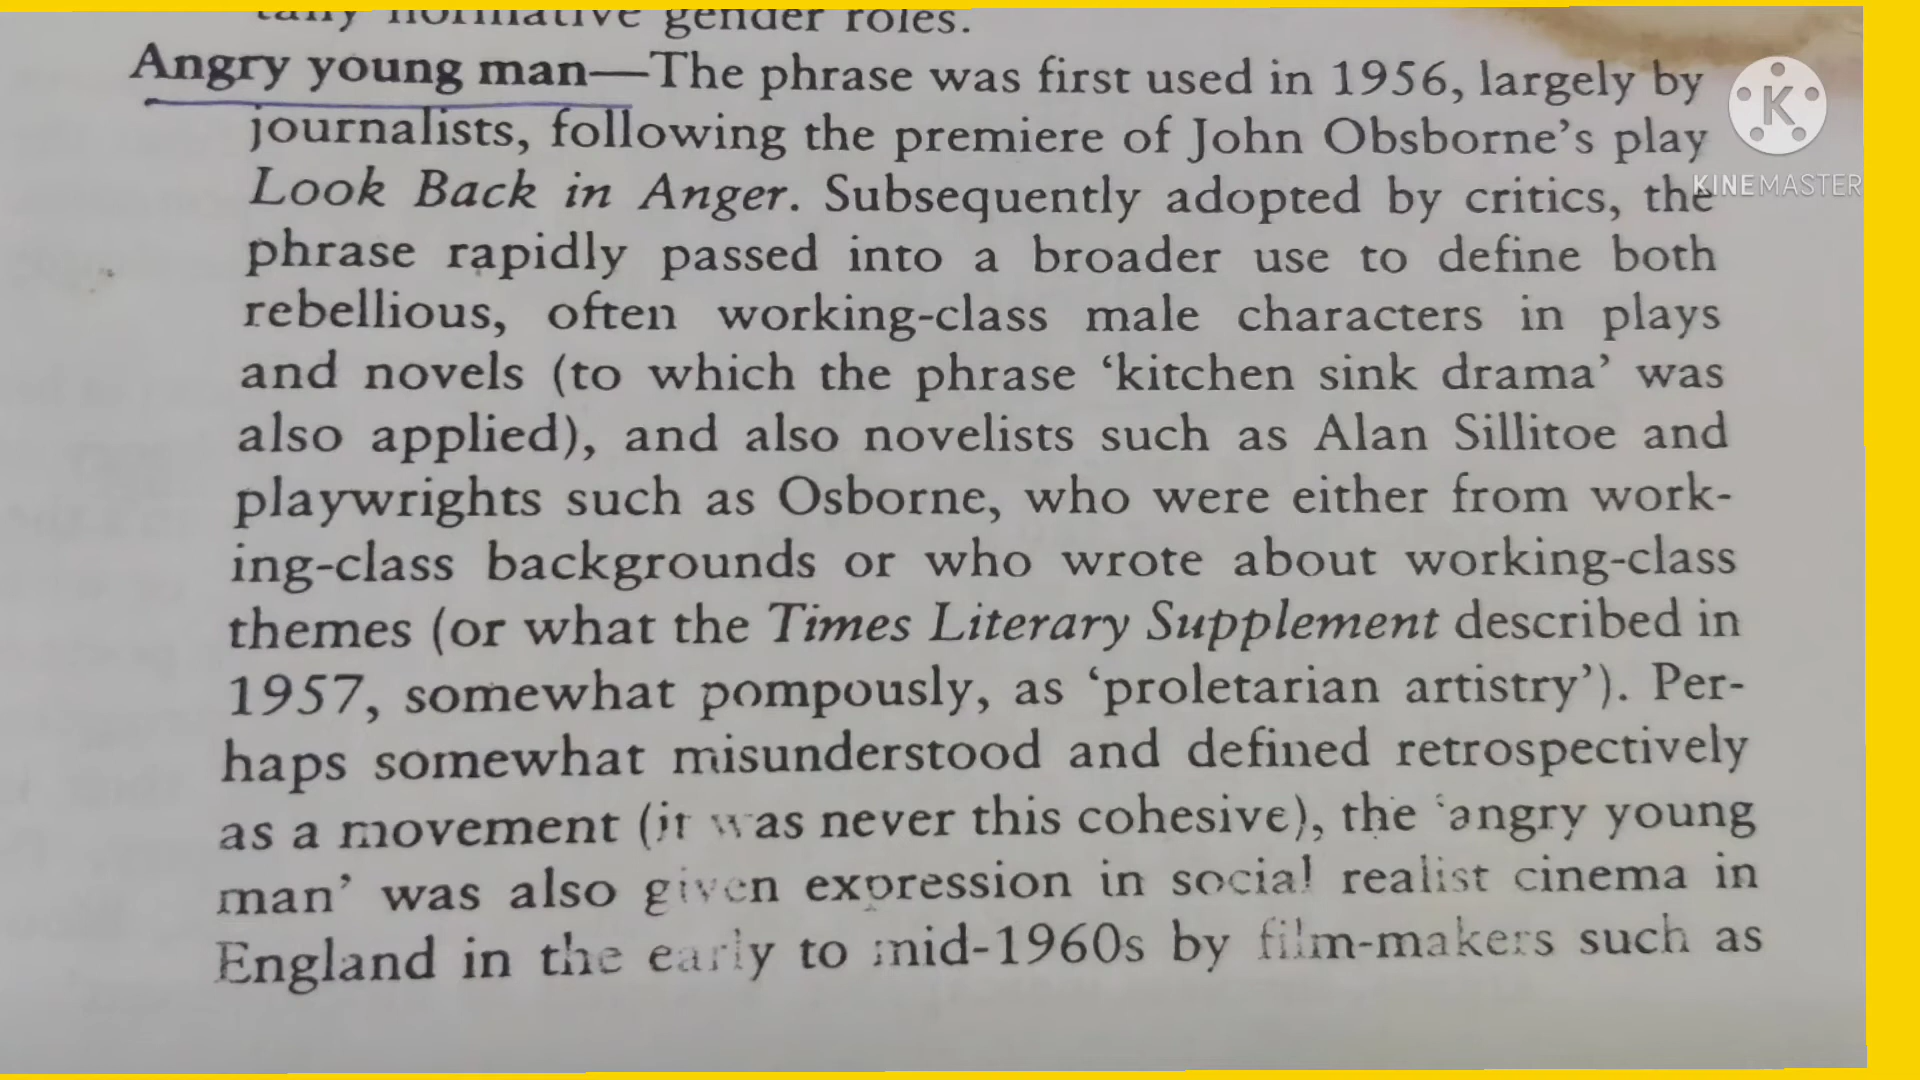 tally normative gender roles.
Angry young man—The phrase was first used in 1956, largely by
journalists, following the premiere of John Obsborne’s play
Look Back in Anger. Subsequently adopted by critics, the
phrase rapidly passed into a broader use to define both
rebellious, often working-class male characters in plays
and novels (to which the phrase ‘kitchen sink drama’ was
also applied), and also novelists such as Alan Sillitoe and
playwrights such as Osborne, who were either from work-
ing-class backgrounds or who wrote about working-class
themes (or what the Times Literary Supplement described in
1957, somewhat pompously, as ‘proletarian artistry’). Per-
haps somewhat misunderstood and defined retrospectively
as a movement (it was never this cohesive), the ‘angry young
man’ was also given expression in social realist cinema in
England in the early to mid-1960s by film-makers such as
K
KINEMASTER